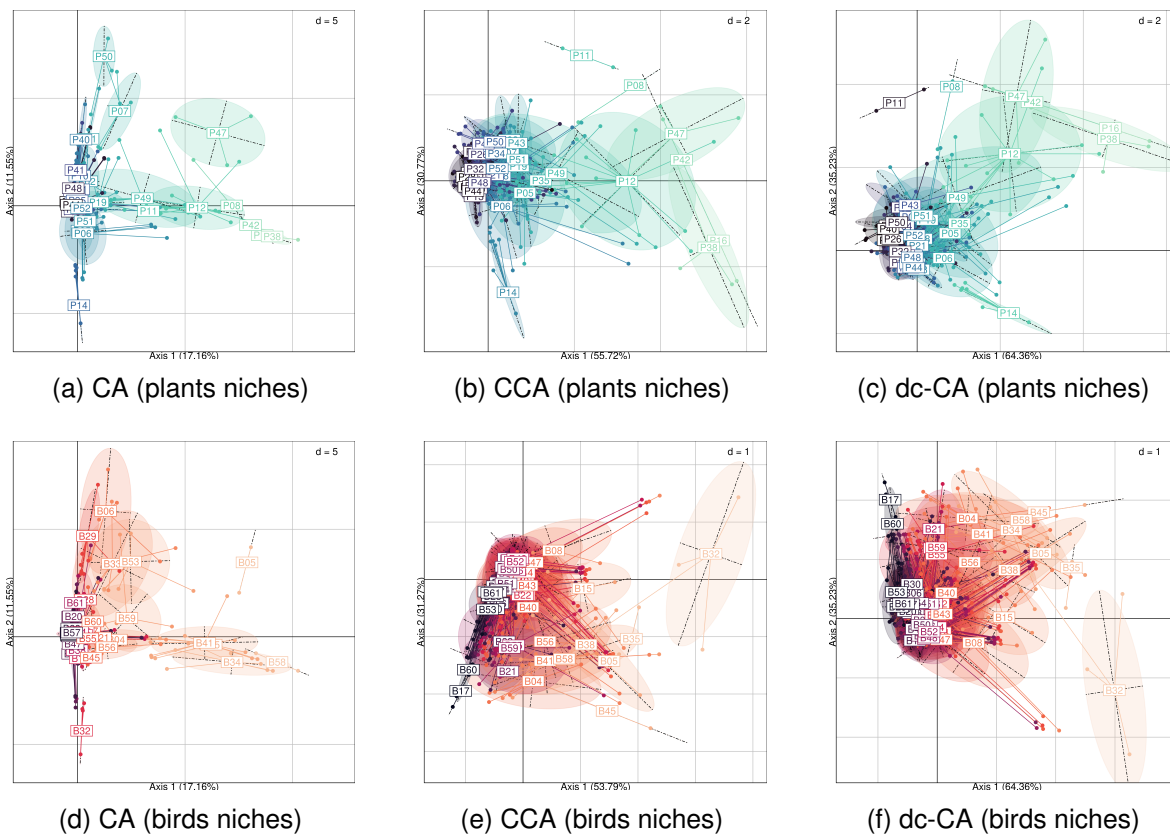 d = 5
P50
P07
P47
P40
P41
P48
P19
P49
P11
P12
P08
P52
P51
P42
P06
P38
P14
Axis 2 (11.55%)
Axis 1 (17.16%)
(a) CA (plants niches)
d = 2
P11
P08
P50
P43
P47
P34
P51
P42
P32
P52
P49
P35
P12
P48
P44
P05
P06
P16
P38
P14
Axis 2 (30.77%)
Axis 1 (55.72%)
(b) CCA (plants niches)
d = 2
P08
P11
P47
P42
P16
P38
P12
P49
P43
P50
P51
P35
P52
P05
P26
P21
P48
P06
P44
P14
Axis 2 (35.23%)
Axis 1 (64.36%)
(c) dc-CA (plants niches)
d = 5
B06
B29
B33
B53
B05
B61
B20
B59
B60
B57
B55
B56
B41
B45
B34
B58
B32
Axis 2 (11.55%)
Axis 1 (17.16%)
(d) CA (birds niches)
d = 1
B08
B32
B52
B47
B50
B61
B43
B15
B22
B53
B40
B56
B38
B35
B59
B41
B58
B05
B60
B21
B04
B17
B45
Axis 2 (31.27%)
Axis 1 (53.79%)
(e) CCA (birds niches)
d = 1
B17
B45
B04
B58
B60
B21
B41
B34
B59
B05
B55
B56
B38
B35
B30
B53
B40
B61
B43
B15
B52
B08
B32
Axis 2 (35.23%)
Axis 1 (64.36%)
(f) dc-CA (birds niches)